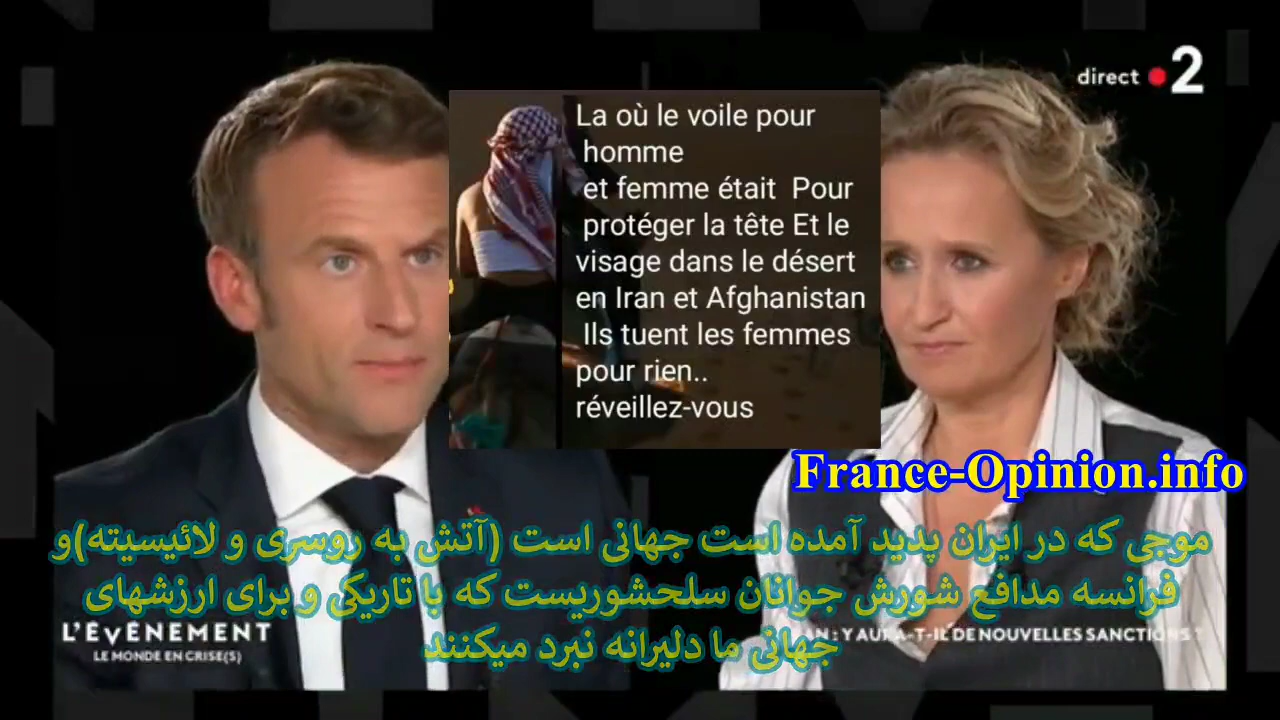 direct 2
La où le voile pour
homme
et femme était Pour
protéger la tête Et le
visage dans le désert
en Iran et Afghanistan
Ils tuent les femmes
pour rien..
réveillez-vous
France-Opinion.info
موجی که در ایران پدید آمده است جهانی است (آتش به روسری و لائیسیته)و
فرانسه مدافع شورش جوانان سلحشوریست که با تاریکی و برای ارزشهای
جهانی ما دلیرانه نبرد میکنند
L'ÉVÉNEMENT
LE MONDE EN CRISE(S)
N : Y AURA-T-IL DE NOUVELLES SANCTIONS ?